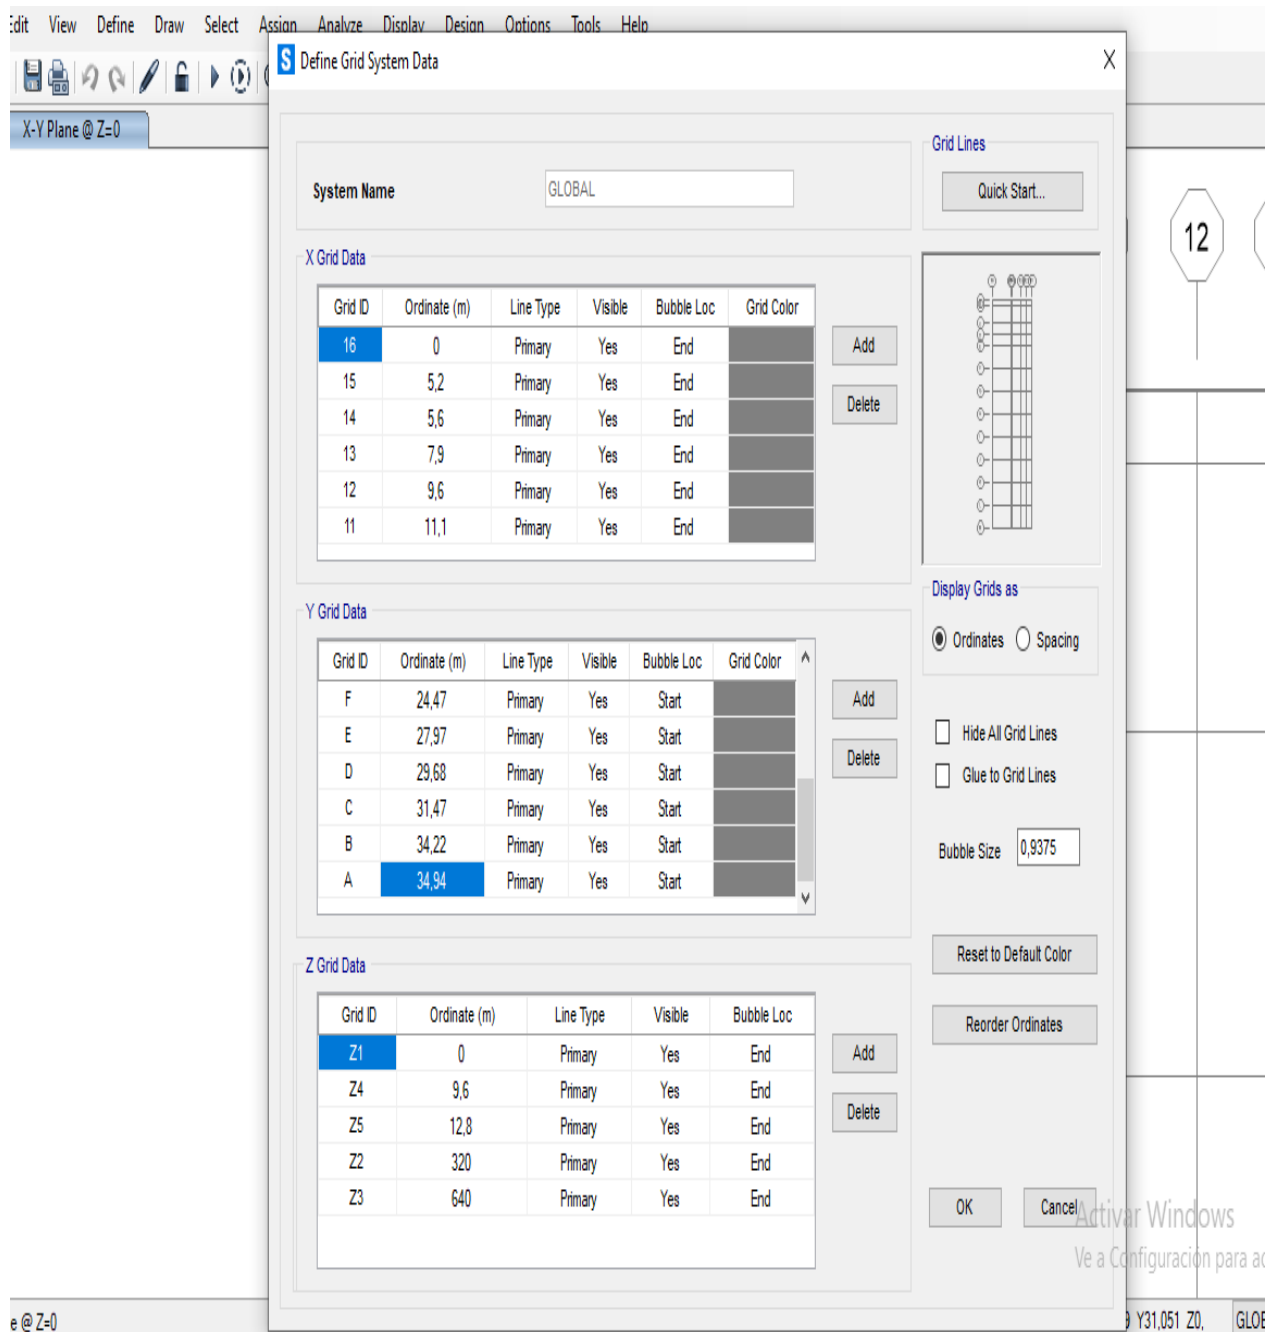 Edit View Define Draw Select Assign Analyze Display Design Options Tools Help
Define Grid System Data
X-Y Plane @ Z=0
System Name GLOBAL
Grid Lines
Quick Start...
12
X Grid Data
Grid ID Ordinate (m) Line Type Visible Bubble Loc Grid Color
16 0 Primary Yes End
15 5,2 Primary Yes End
14 5,6 Primary Yes End
13 7,9 Primary Yes End
12 9,6 Primary Yes End
11 11,1 Primary Yes End
Add
Delete
Display Grids as
Ordinates Spacing
Y Grid Data
Grid ID Ordinate (m) Line Type Visible Bubble Loc Grid Color
F 24,47 Primary Yes Start
E 27,97 Primary Yes Start
D 29,68 Primary Yes Start
C 31,47 Primary Yes Start
B 34,22 Primary Yes Start
A 34,94 Primary Yes Start
Add
Delete
Hide All Grid Lines
Glue to Grid Lines
Bubble Size 0,9375
Reset to Default Color
Reorder Ordinates
Z Grid Data
Grid ID Ordinate (m) Line Type Visible Bubble Loc
Z1 0 Primary Yes End
Z4 9,6 Primary Yes End
Z5 12,8 Primary Yes End
Z2 320 Primary Yes End
Z3 640 Primary Yes End
Add
Delete
OK
Cancel
Activar Windows
Ve a Configuración para
e @ Z=0
Y31,051 Z0,